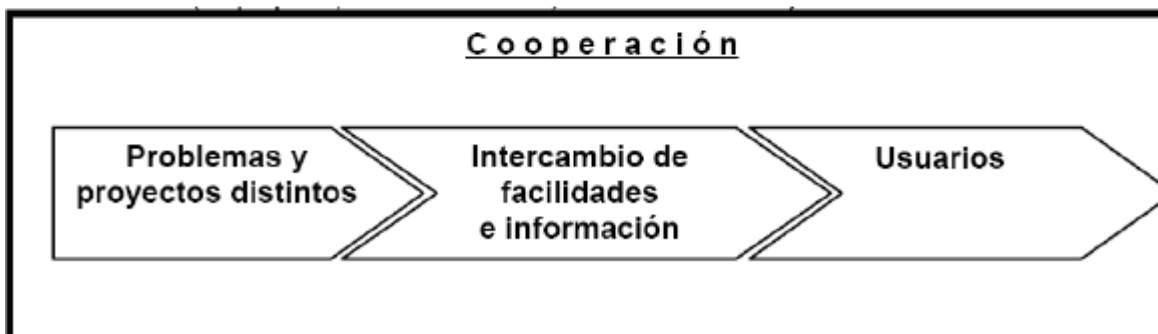 Cooperación
Problemas y
proyectos distintos
Intercambio de
facilidades
e información
Usuarios